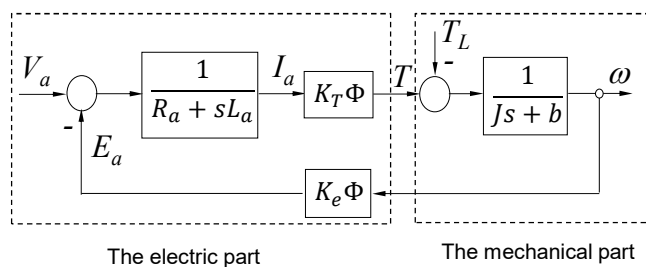 T_L
V_a
-
1
R_a + sL_a
I_a
K_TΦ
T
-
1
Js + b
ω
-
E_a
K_eΦ
The electric part
The mechanical part